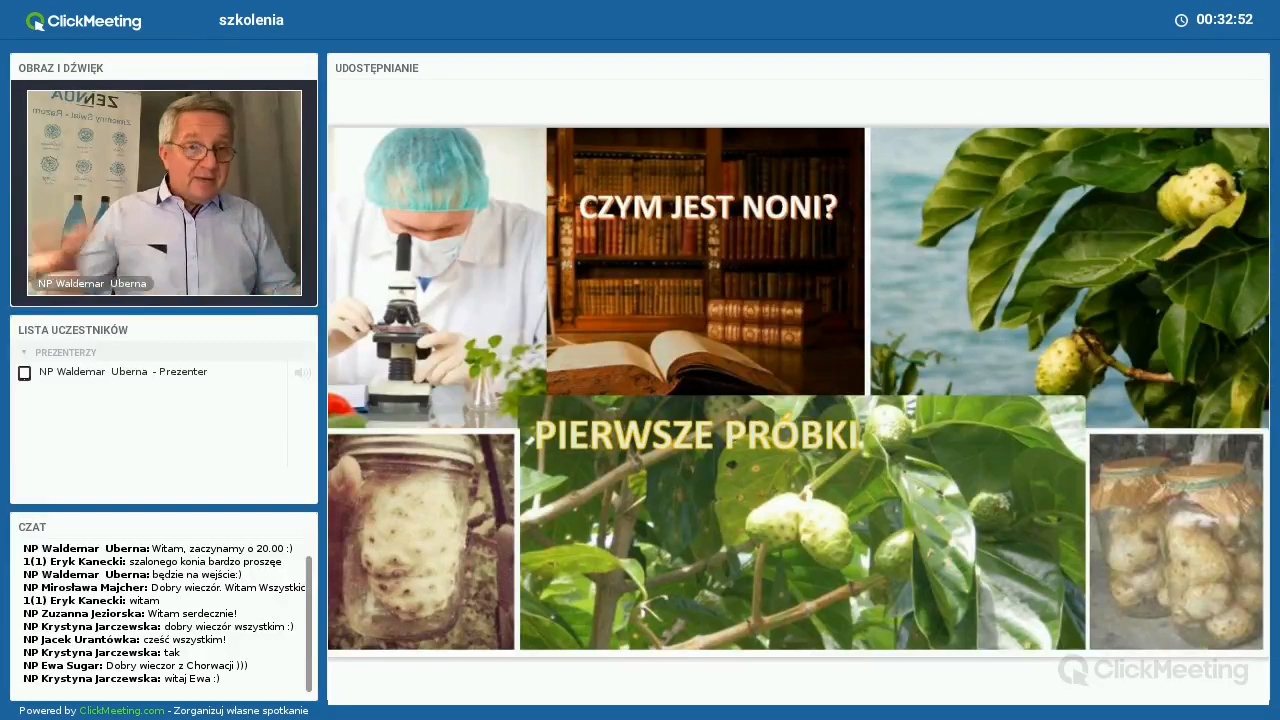 ClickMeeting
szkolenia
00:32:52
OBRAZ I DŹWIĘK
NP Waldemar Uberna
LISTA UCZESTNIKÓW
PREZENTERZY
NP Waldemar Uberna - Prezenter
CZAT
NP Waldemar Uberna: Witam, zaczynamy o 20.00 :)
1(1) Eryk Kanecki: szalonego konia bardzo proszęe
NP Waldemar Uberna: będzie na wejście:)
NP Mirosława Majcher: Dobry wieczór. Witam Wszystkic
1(1) Eryk Kanecki: witam
NP Zuzanna Jeziorska: Witam serdecznie!
NP Krystyna Jarczewska: dobry wieczór wszystkim :)
NP Jacek Urantówka: cześć wszystkim!
NP Krystyna Jarczewska: tak
NP Ewa Sugar: Dobry wieczor z Chorwacji )))
NP Krystyna Jarczewska: witaj Ewa :)
Powered by ClickMeeting.com - Zorganizuj własne spotkanie
UDOSTĘPNIANIE
CZYM JEST NONI?
PIERWSZE PRÓBKI
ClickMeeting